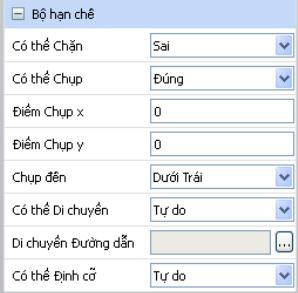 Bộ hạn chế
Có thể Chặn Sai
Có thể Chụp Đúng
Điểm Chụp x 0
Điểm Chụp y 0
Chụp đến Dưới Trái
Có thể Di chuyển Tự do
Di chuyển Đường dẫn ...
Có thể Định cỡ Tự do